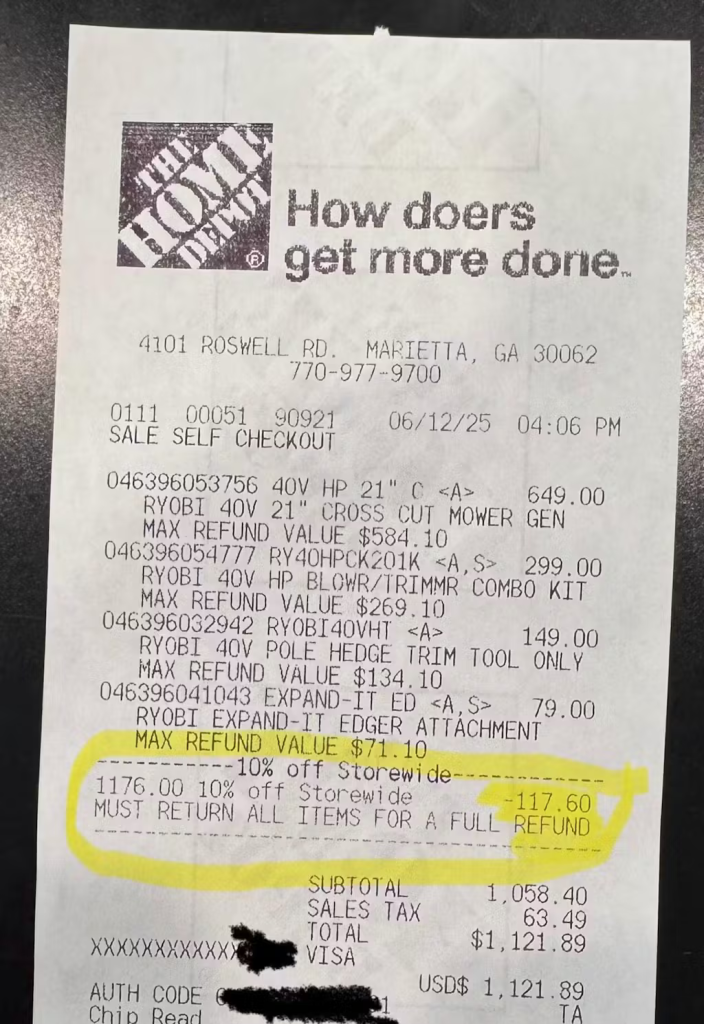 THE
HOME
DEPOT
®
How doers
get more done™
4101 ROSWELL RD. MARIETTA, GA 30062
770-977-9700
0111 00051 90921 06/12/25 04:06 PM
SALE SELF CHECKOUT
046396053756 40V HP 21" C <A> 649.00
RYOBI 40V 21" CROSS CUT MOWER GEN
MAX REFUND VALUE $584.10
046396054777 RY40HPCK201K <A,S> 299.00
RYOBI 40V HP BLOWR/TRIMMR COMBO KIT
MAX REFUND VALUE $269.10
046396032942 RYOBI40VHT <A> 149.00
RYOBI 40V POLE HEDGE TRIM TOOL ONLY
MAX REFUND VALUE $134.10
046396041043 EXPAND-IT ED <A,S> 79.00
RYOBI EXPAND-IT EDGER ATTACHMENT
MAX REFUND VALUE $71.10
-----------10% off Storewide------------
1176.00 10% off Storewide -117.60
MUST RETURN ALL ITEMS FOR A FULL REFUND
SUBTOTAL 1,058.40
SALES TAX 63.49
TOTAL $1,121.89
XXXXXXXXXXXX VISA
USD$ 1,121.89
AUTH CODE 1 TA
Chip Read